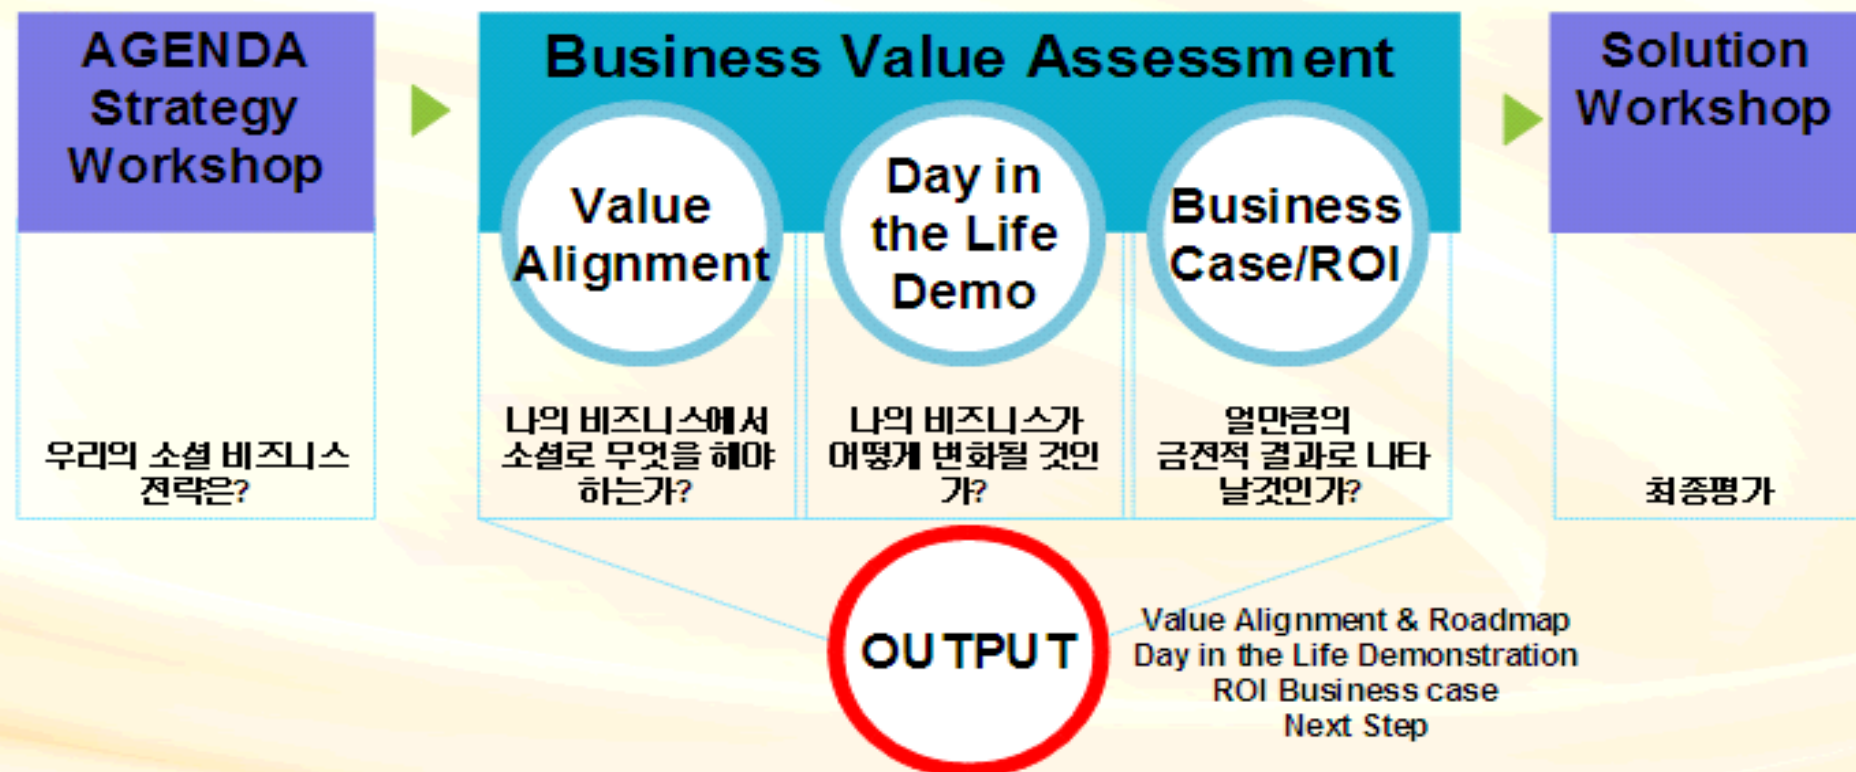 AGENDA
Strategy
Workshop
우리의 소셜 비즈니스
전략은?
Business Value Assessment
Value
Alignment
나의 비즈니스에서
소셜로 무엇을 해야
하는가?
Day in
the Life
Demo
나의 비즈니스가
어떻게 변화될 것인
가?
Business
Case/ROI
얼만큼의
금전적 결과로 나타
날것인가?
Solution
Workshop
최종평가
OUTPUT
Value Alignment & Roadmap
Day in the Life Demonstration
ROI Business case
Next Step